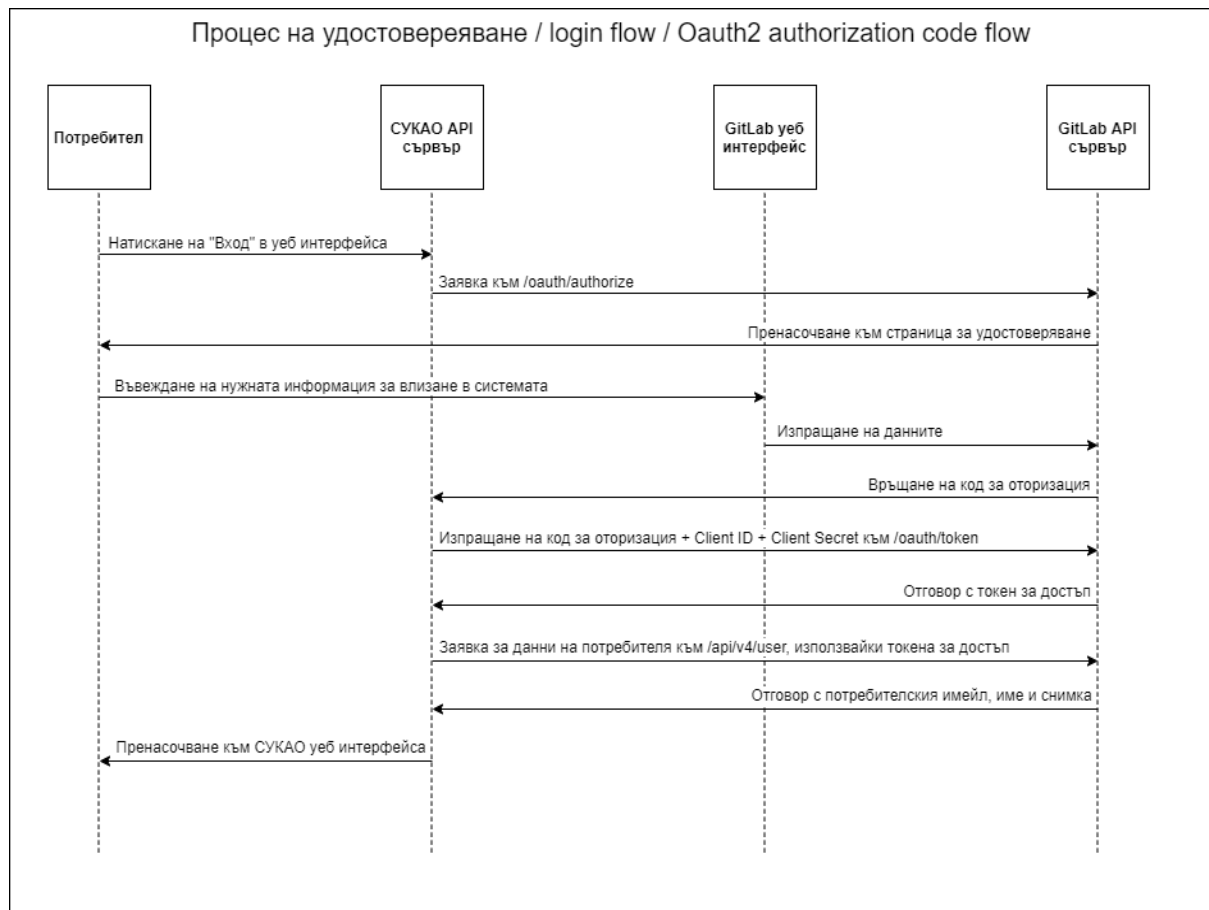 Процес на удостовереяване / login flow / Oauth2 authorization code flow
Потребител
СУКАО API
сървър
GitLab уеб
интерфейс
GitLab API
сървър
Натискане на "Вход" в уеб интерфейса
Заявка към /oauth/authorize
Пренасочване към страница за удостоверяване
Въвеждане на нужната информация за влизане в системата
Изпращане на данните
Връщане на код за оторизация
Изпращане на код за оторизация + Client ID + Client Secret към /oauth/token
Отговор с токен за достъп
Заявка за данни на потребителя към /api/v4/user, използвайки токена за достъп
Отговор с потребителския имейл, име и снимка
Пренасочване към СУКАО уеб интерфейса